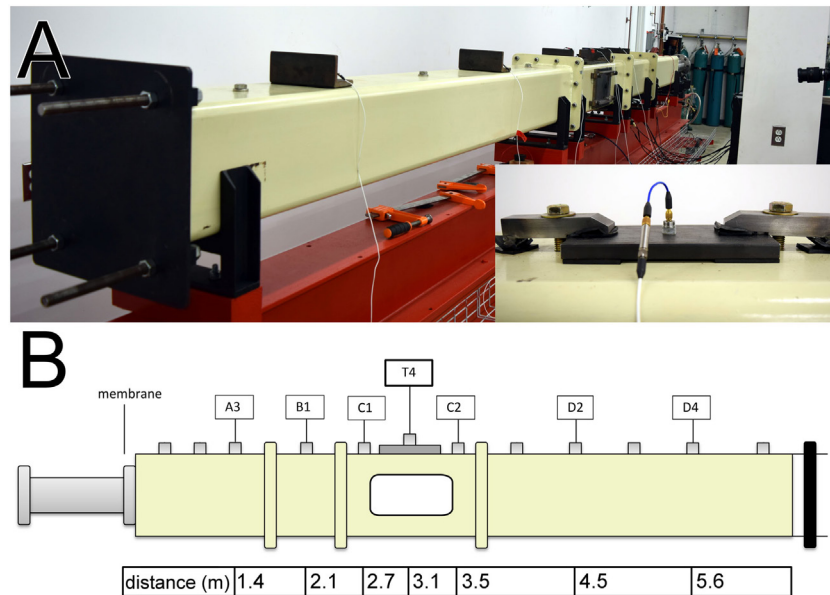 A
B
membrane
T4
A3 B1 C1 C2 D2 D4
distance (m) 1.4 2.1 2.7 3.1 3.5 4.5 5.6